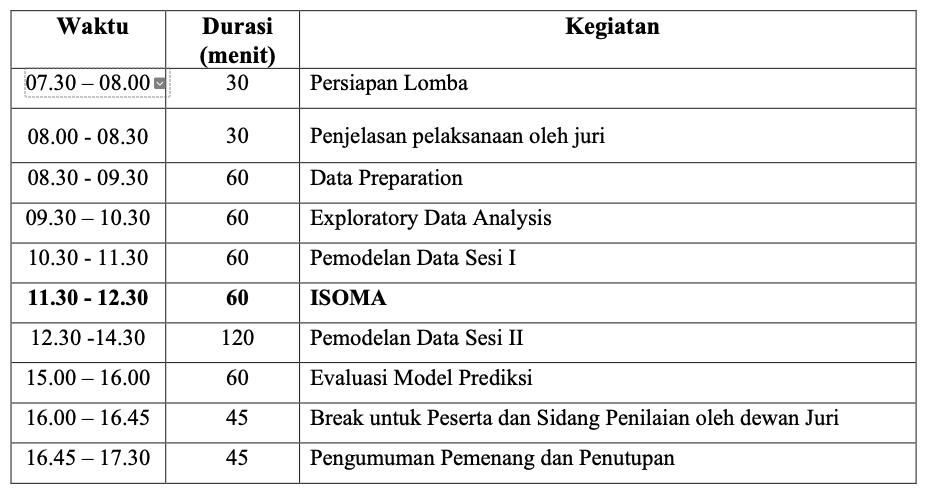 Waktu Durasi (menit) Kegiatan
07.30 – 08.00 30 Persiapan Lomba
08.00 - 08.30 30 Penjelasan pelaksanaan oleh juri
08.30 - 09.30 60 Data Preparation
09.30 – 10.30 60 Exploratory Data Analysis
10.30 - 11.30 60 Pemodelan Data Sesi I
11.30 - 12.30 60 ISOMA
12.30 -14.30 120 Pemodelan Data Sesi II
15.00 – 16.00 60 Evaluasi Model Prediksi
16.00 – 16.45 45 Break untuk Peserta dan Sidang Penilaian oleh dewan Juri
16.45 – 17.30 45 Pengumuman Pemenang dan Penutupan